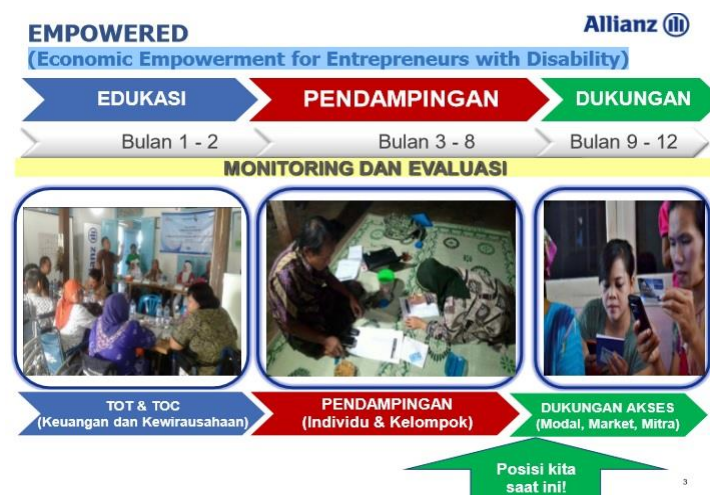 EMPOWERED
Allianz
(Economic Empowerment for Entrepreneurs with Disability)
EDUKASI
PENDAMPINGAN
DUKUNGAN
Bulan 1 - 2
Bulan 3 - 8
Bulan 9 - 12
MONITORING DAN EVALUASI
Allianz
TOT & TOC
(Keuangan dan Kewirausahaan)
PENDAMPINGAN
(Individu & Kelompok)
DUKUNGAN AKSES
(Modal, Market, Mitra)
Posisi kita
saat ini!
3